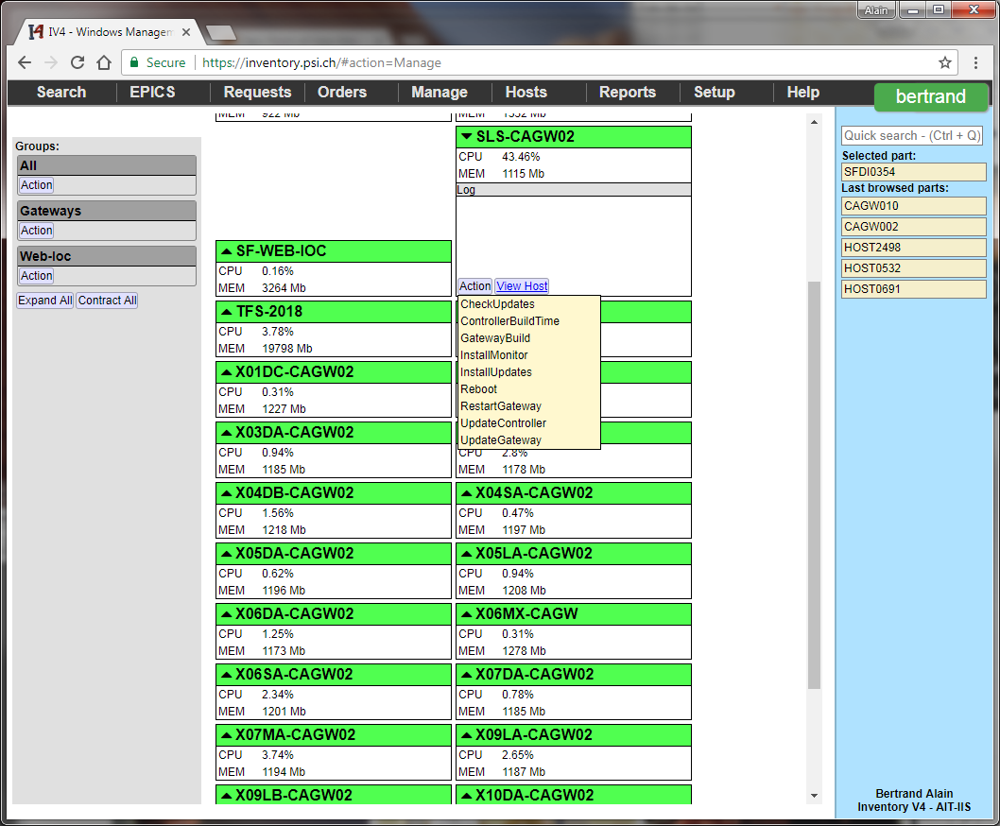 Alain
IV4 - Windows Managem
Secure
https://inventory.psi.ch/#action=Manage
Search EPICS Requests Orders Manage Hosts Reports Setup Help
bertrand
Groups:
All
Action
Gateways
Action
Web-Ioc
Action
Expand All Contract All
MEM 922 Mb
MEM 1332 Mb
SLS-CAGW02
CPU 43.46%
MEM 1115 Mb
Log
Action View Host
CheckUpdates
ControllerBuildTime
GatewayBuild
InstallMonitor
InstallUpdates
Reboot
RestartGateway
UpdateController
UpdateGateway
SF-WEB-IOC
CPU 0.16%
MEM 3264 Mb
TFS-2018
CPU 3.78%
MEM 19798 Mb
X01DC-CAGW02
CPU 0.31%
MEM 1227 Mb
X03DA-CAGW02
CPU 0.94%
MEM 1185 Mb
CPU 2.8%
MEM 1178 Mb
X04DB-CAGW02
CPU 1.56%
MEM 1218 Mb
X04SA-CAGW02
CPU 0.47%
MEM 1197 Mb
X05DA-CAGW02
CPU 0.62%
MEM 1196 Mb
X05LA-CAGW02
CPU 0.94%
MEM 1208 Mb
X06DA-CAGW02
CPU 1.25%
MEM 1173 Mb
X06MX-CAGW
CPU 0.31%
MEM 1278 Mb
X06SA-CAGW02
CPU 2.34%
MEM 1201 Mb
X07DA-CAGW02
CPU 0.78%
MEM 1185 Mb
X07MA-CAGW02
CPU 3.74%
MEM 1194 Mb
X09LA-CAGW02
CPU 2.65%
MEM 1187 Mb
X09LB-CAGW02
X10DA-CAGW02
Quick search - (Ctrl + Q)
Selected part:
SFDI0354
Last browsed parts:
CAGW010
CAGW002
HOST2498
HOST0532
HOST0691
Bertrand Alain
Inventory V4 - AIT-IIS